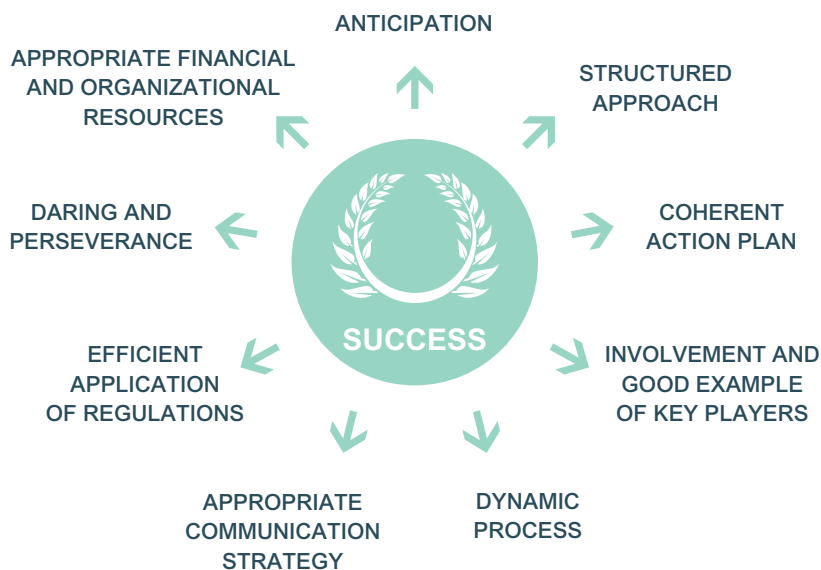 ANTICIPATION
STRUCTURED
APPROACH
COHERENT
ACTION PLAN
INVOLVEMENT AND
GOOD EXAMPLE
OF KEY PLAYERS
DYNAMIC
PROCESS
APPROPRIATE
COMMUNICATION
STRATEGY
EFFICIENT
APPLICATION
OF REGULATIONS
DARING AND
PERSEVERANCE
APPROPRIATE FINANCIAL
AND ORGANIZATIONAL
RESOURCES
SUCCESS